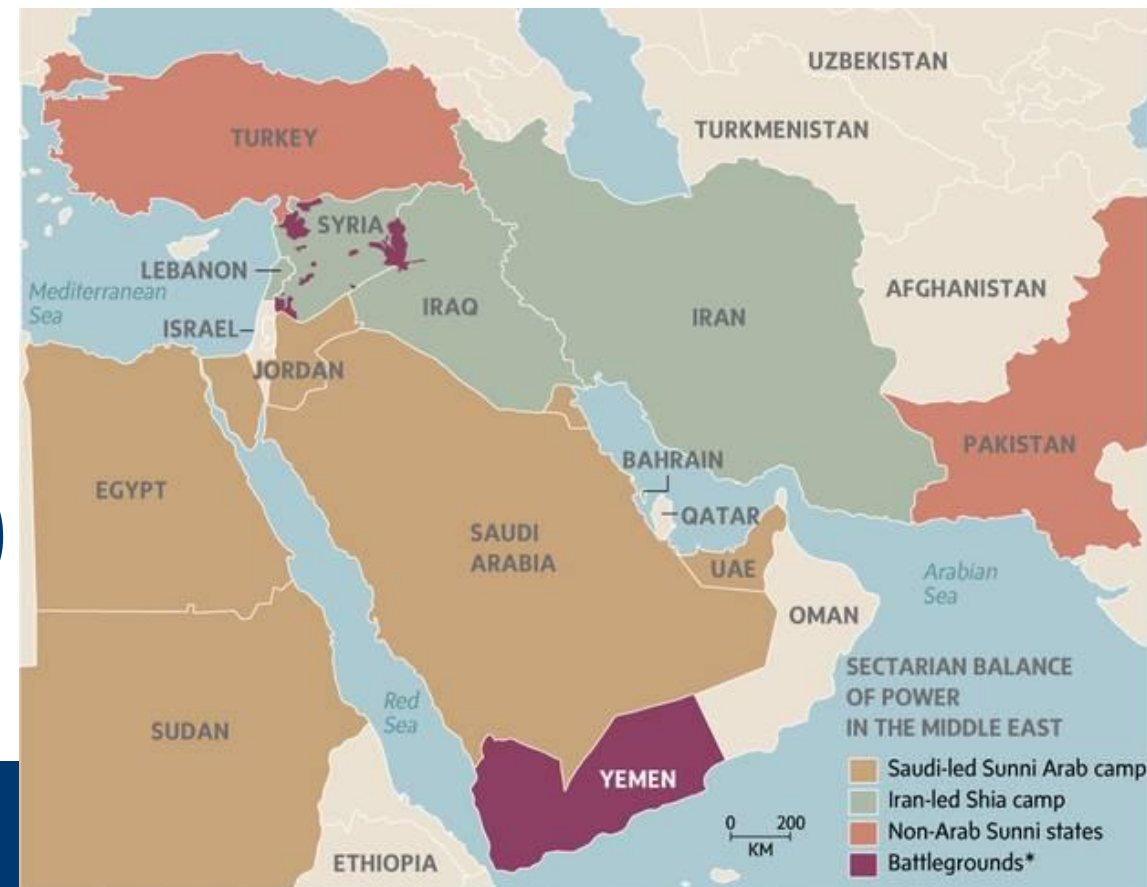 UZBEKISTAN
TURKEY
TURKMENISTAN
SYRIA
LEBANON
AFGHANISTAN
Mediterranean
Sea
IRAQ
IRAN
ISRAEL
JORDAN
PAKISTAN
BAHRAIN
EGYPT
QATAR
SAUDI
ARABIA
UAE
Arabian
Sea
OMAN
SECTARIAN BALANCE
OF POWER
IN THE MIDDLE EAST
Red
Sea
SUDAN
YEMEN
Saudi-led Sunni Arab camp
Iran-led Shia camp
Non-Arab Sunni states
Battlegrounds*
0 200
KM
ETHIOPIA